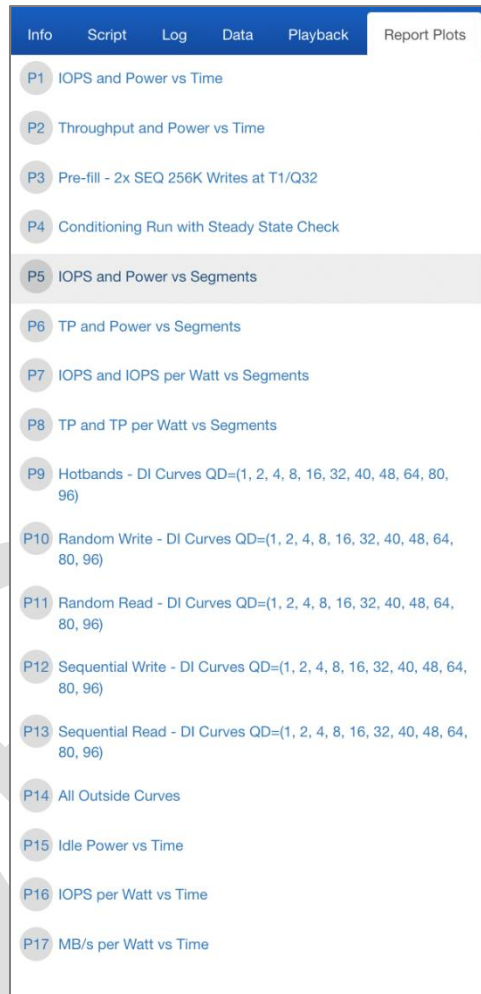 Info Script Log Data Playback Report Plots
P1 IOPS and Power vs Time
P2 Throughput and Power vs Time
P3 Pre-fill - 2x SEQ 256K Writes at T1/Q32
P4 Conditioning Run with Steady State Check
P5 IOPS and Power vs Segments
P6 TP and Power vs Segments
P7 IOPS and IOPS per Watt vs Segments
P8 TP and TP per Watt vs Segments
P9 Hotbands - DI Curves QD=(1, 2, 4, 8, 16, 32, 40, 48, 64, 80,
96)
P10 Random Write - DI Curves QD=(1, 2, 4, 8, 16, 32, 40, 48, 64,
80, 96)
P11 Random Read - DI Curves QD=(1, 2, 4, 8, 16, 32, 40, 48, 64,
80, 96)
P12 Sequential Write - DI Curves QD=(1, 2, 4, 8, 16, 32, 40, 48, 64,
80, 96)
P13 Sequential Read - DI Curves QD=(1, 2, 4, 8, 16, 32, 40, 48, 64,
80, 96)
P14 All Outside Curves
P15 Idle Power vs Time
P16 IOPS per Watt vs Time
P17 MB/s per Watt vs Time